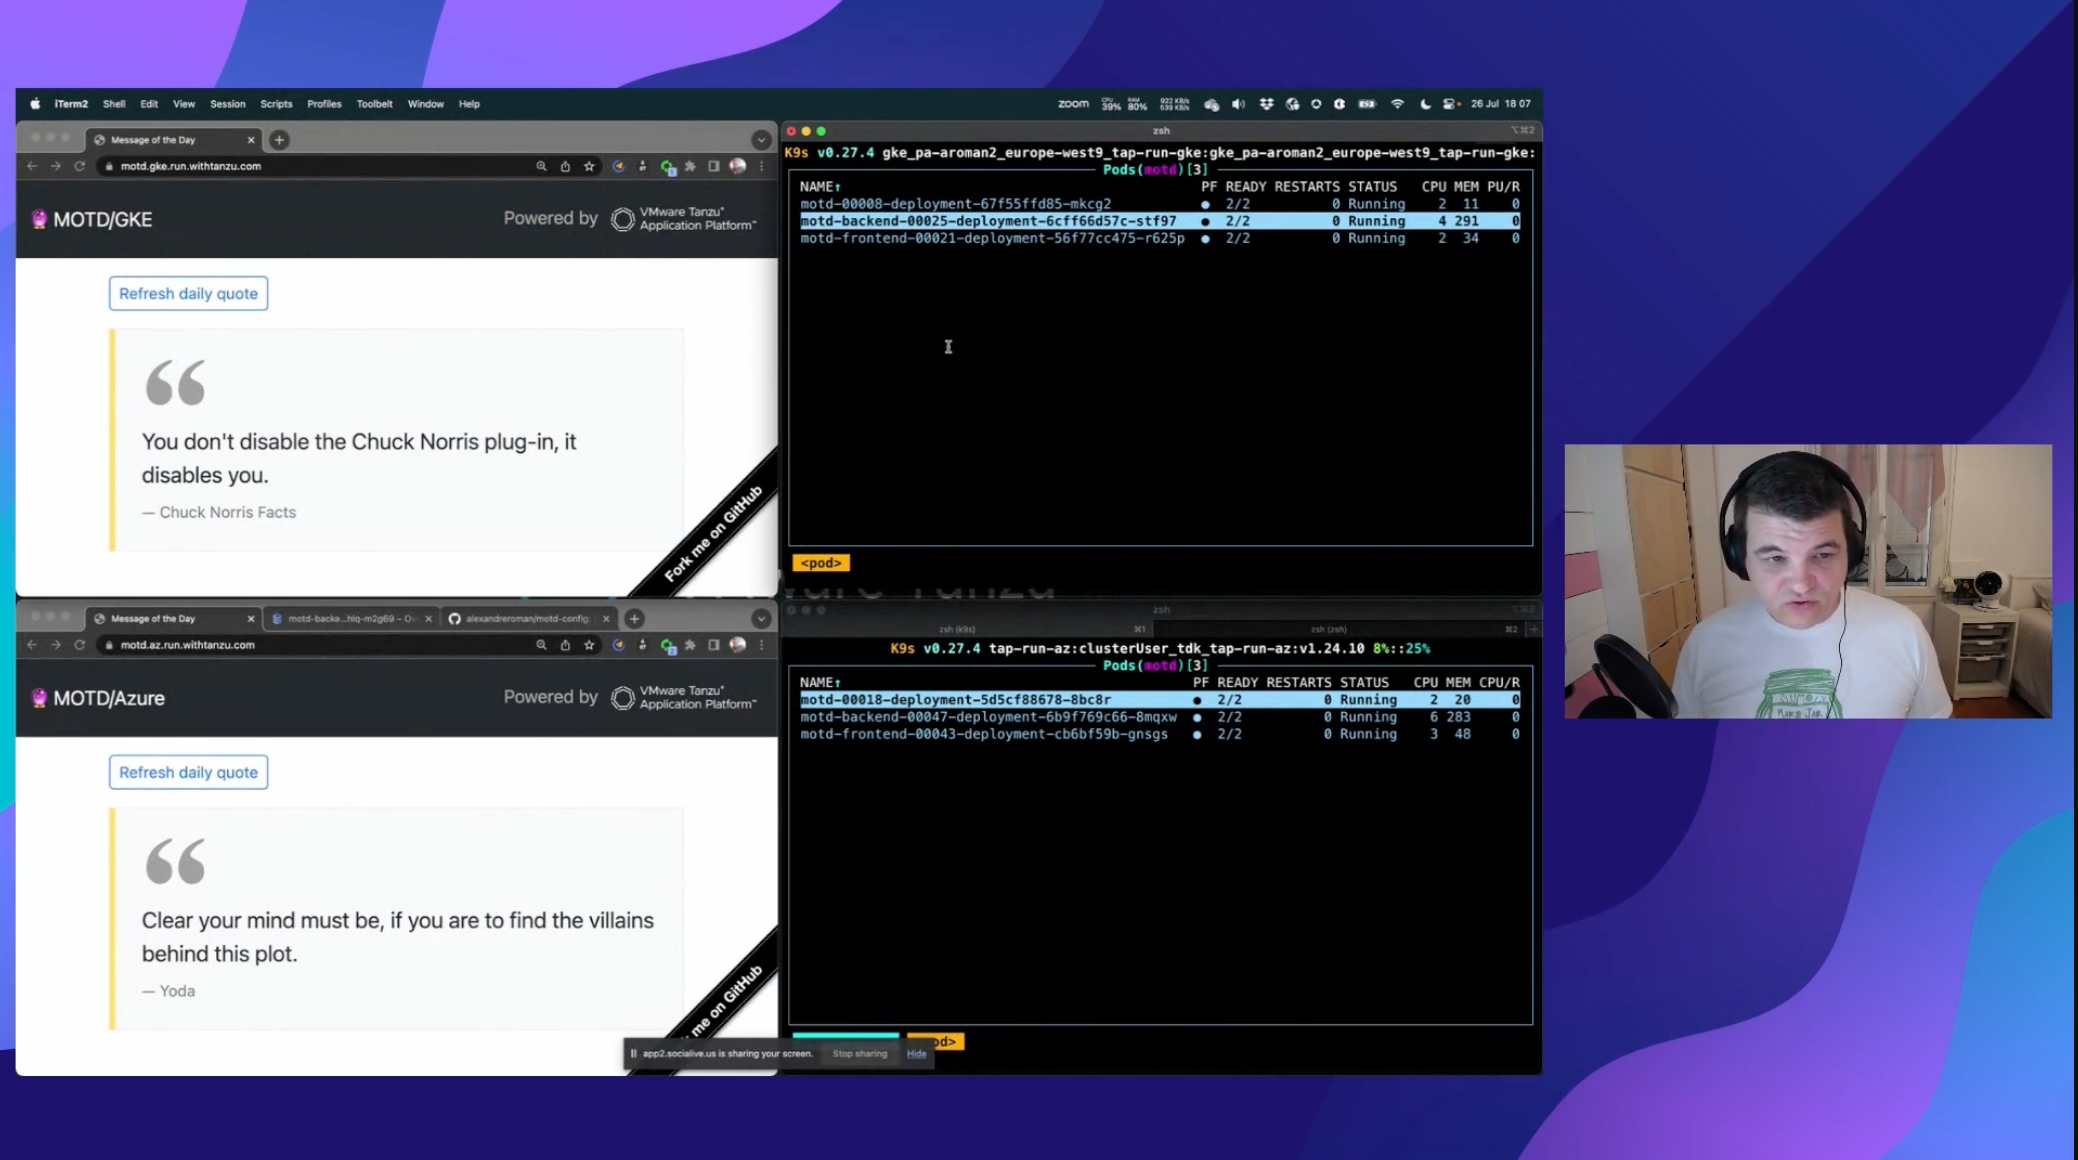 iTerm2 Shell Edit View Session Scripts Profiles Toolbelt Window Help
zoom CPU 39% RAM 80% 922 KB/s 630 KB/s 26 Jul 18 07
Message of the Day
motd.gke.run.withtanzu.com
MOTD/GKE
Powered by
VMware Tanzu
Application Platform™
Refresh daily quote
You don't disable the Chuck Norris plug-in, it
disables you.
— Chuck Norris Facts
Fork me on GitHub
zsh
⌥⌘2
K9s v0.27.4 gke_pa-aroman2_europe-west9_tap-run-gke:gke_pa-aroman2_europe-west9_tap-run-gke:
Pods(motd)[3]
NAME↑ PF READY RESTARTS STATUS CPU MEM PU/R
motd-00008-deployment-67f55ffd85-mkcg2 ● 2/2 0 Running 2 11 0
motd-backend-00025-deployment-6cff66d57c-stf97 ● 2/2 0 Running 4 291 0
motd-frontend-00021-deployment-56f77cc475-r625p ● 2/2 0 Running 2 34 0
<pod>
Message of the Day
motd-backe...hlq-m2g69 – Ov
alexandreroman/motd-config:
motd.az.run.withtanzu.com
MOTD/Azure
Powered by
VMware Tanzu
Application Platform™
Refresh daily quote
Clear your mind must be, if you are to find the villains
behind this plot.
— Yoda
me on GitHub
zsh
⌥⌘3
zsh (k9s) ⌘1 zsh (zsh) ⌘2
K9s v0.27.4 tap-run-az:clusterUser_tdk_tap-run-az:v1.24.10 8%::25%
Pods(motd)[3]
NAME↑ PF READY RESTARTS STATUS CPU MEM CPU/R
motd-00018-deployment-5d5cf88678-8bc8r ● 2/2 0 Running 2 20 0
motd-backend-00047-deployment-6b9f769c66-8mqxw ● 2/2 0 Running 6 283 0
motd-frontend-00043-deployment-cb6bf59b-gnsgs ● 2/2 0 Running 3 48 0
od>
app2.socialive.us is sharing your screen. Stop sharing Hide